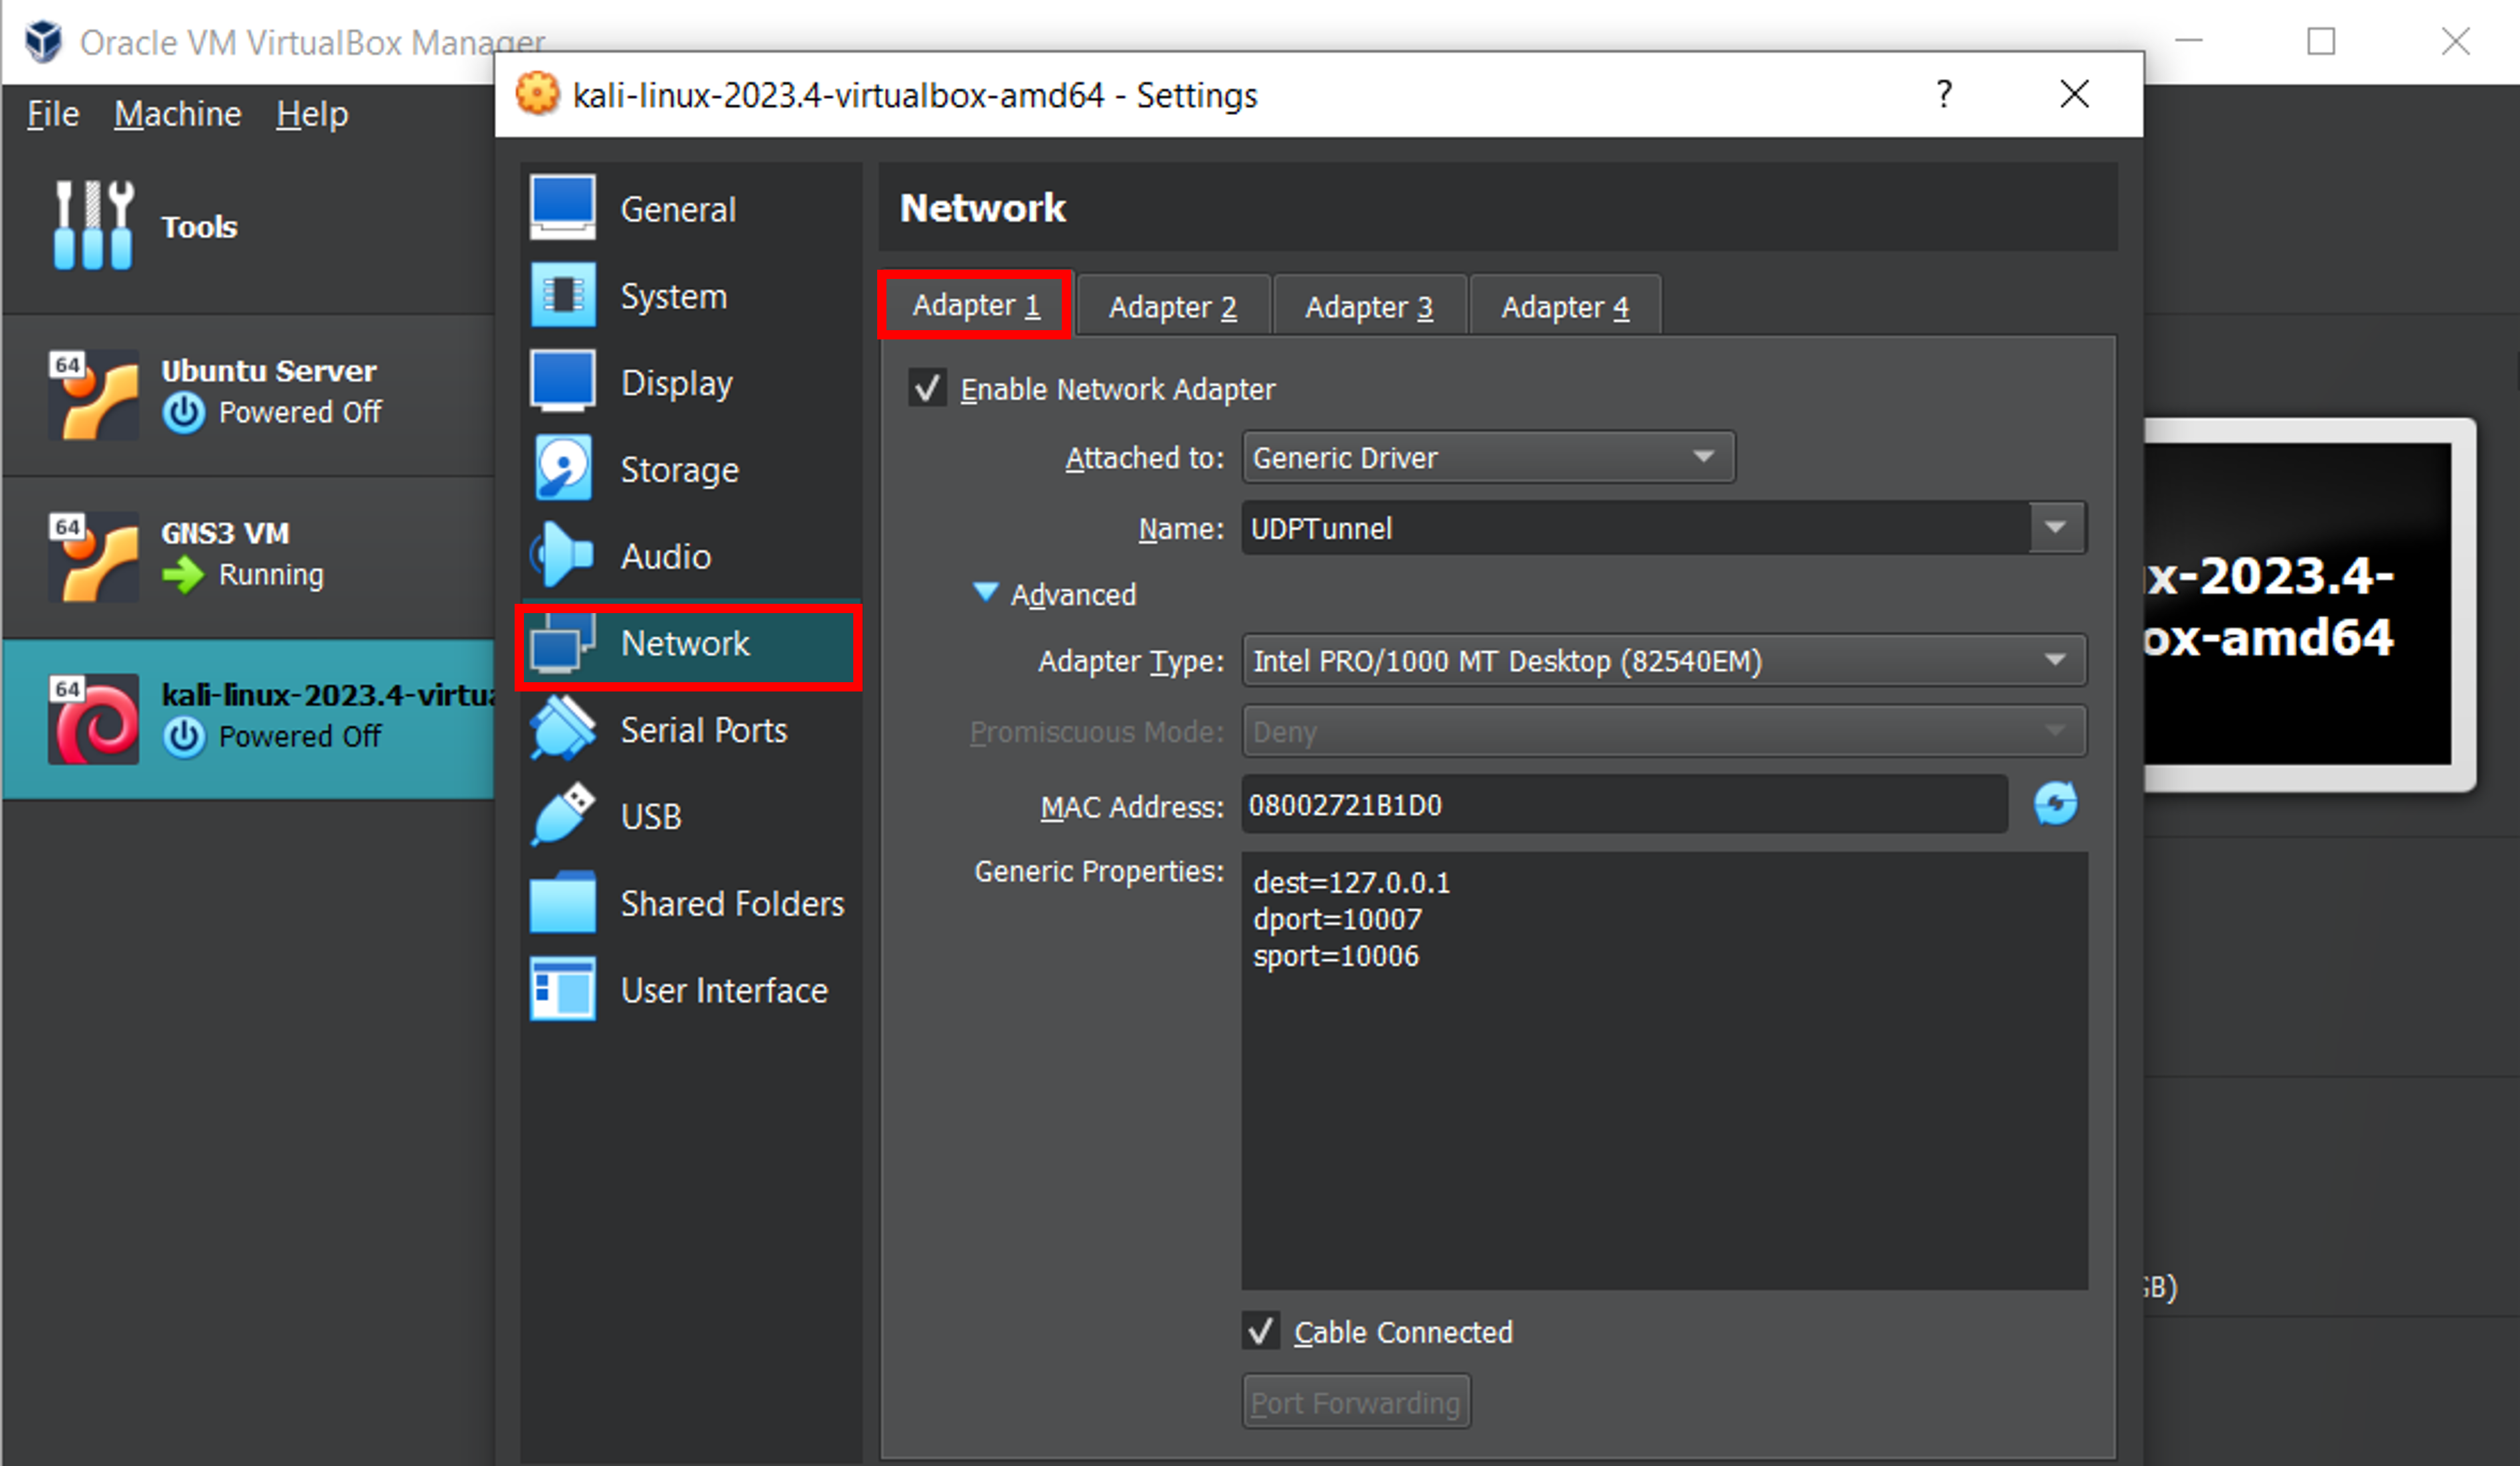 Oracle VM VirtualBox Manager
kali-linux-2023.4-virtualbox-amd64 - Settings
?
File Machine Help
Tools
64
Ubuntu Server
Powered Off
64
GNS3 VM
Running
64
kali-linux-2023.4-virtua
Powered Off
General
System
Display
Storage
Audio
Network
Serial Ports
USB
Shared Folders
User Interface
Network
Adapter 1 Adapter 2 Adapter 3 Adapter 4
Enable Network Adapter
Attached to: Generic Driver
Name: UDPTunnel
Advanced
Adapter Type: Intel PRO/1000 MT Desktop (82540EM)
Promiscuous Mode: Deny
MAC Address: 08002721B1D0
Generic Properties:
dest=127.0.0.1
dport=10007
sport=10006
Cable Connected
Port Forwarding
x-2023.4-
ox-amd64
GB)